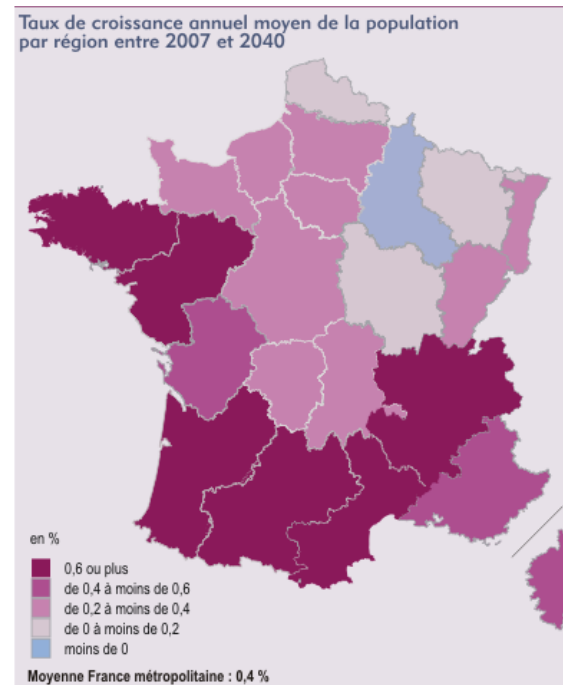 Taux de croissance annuel moyen de la population
par région entre 2007 et 2040
en %
0,6 ou plus
de 0,4 à moins de 0,6
de 0,2 à moins de 0,4
de 0 à moins de 0,2
moins de 0
Moyenne France métropolitaine : 0,4 %